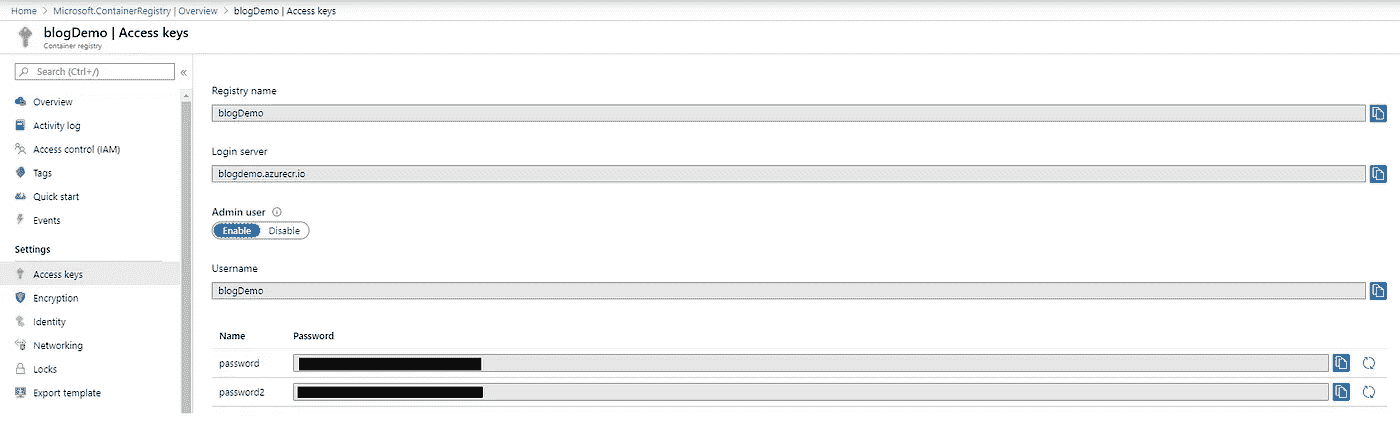 Home > Microsoft.ContainerRegistry | Overview > blogDemo | Access keys
blogDemo | Access keys
Container registry
Search (Ctrl+/)
«
Overview
Activity log
Access control (IAM)
Tags
Quick start
Events
Settings
Access keys
Encryption
Identity
Networking
Locks
Export template
Registry name
blogDemo
Login server
blogdemo.azurecr.io
Admin user
Enable Disable
Username
blogDemo
Name Password
password
password2